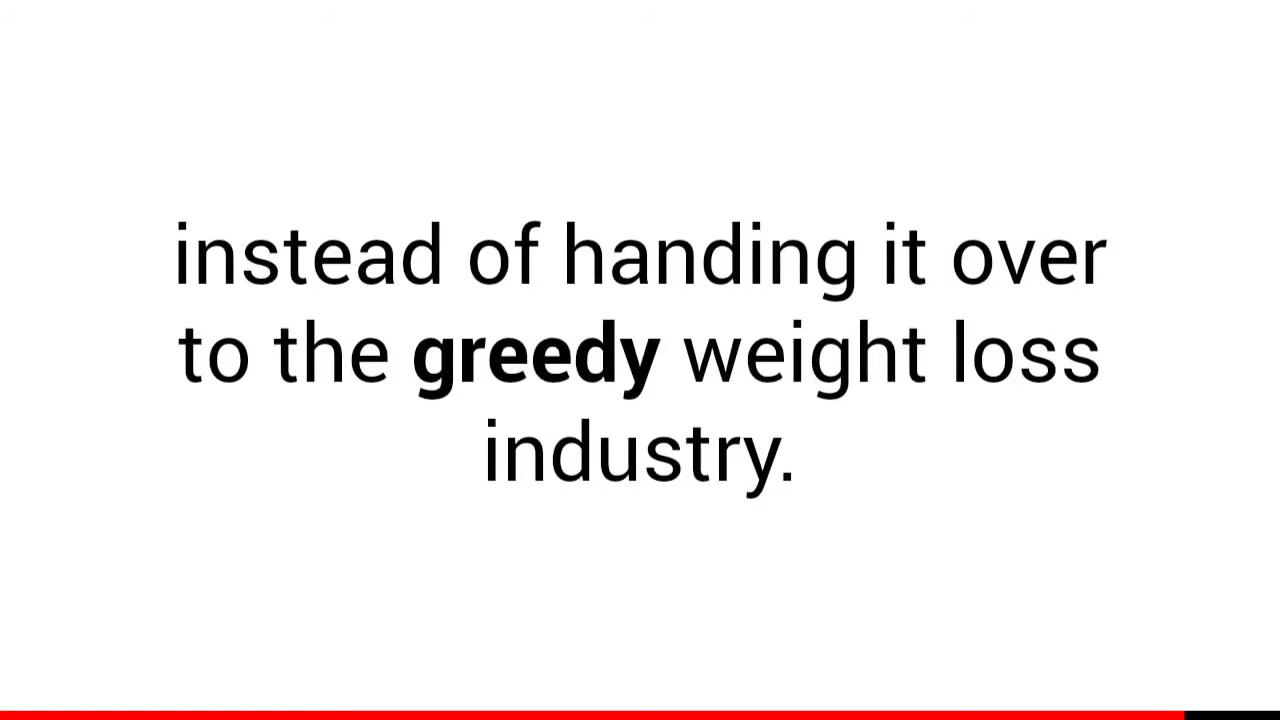 instead of handing it over
to the greedy weight loss
industry.